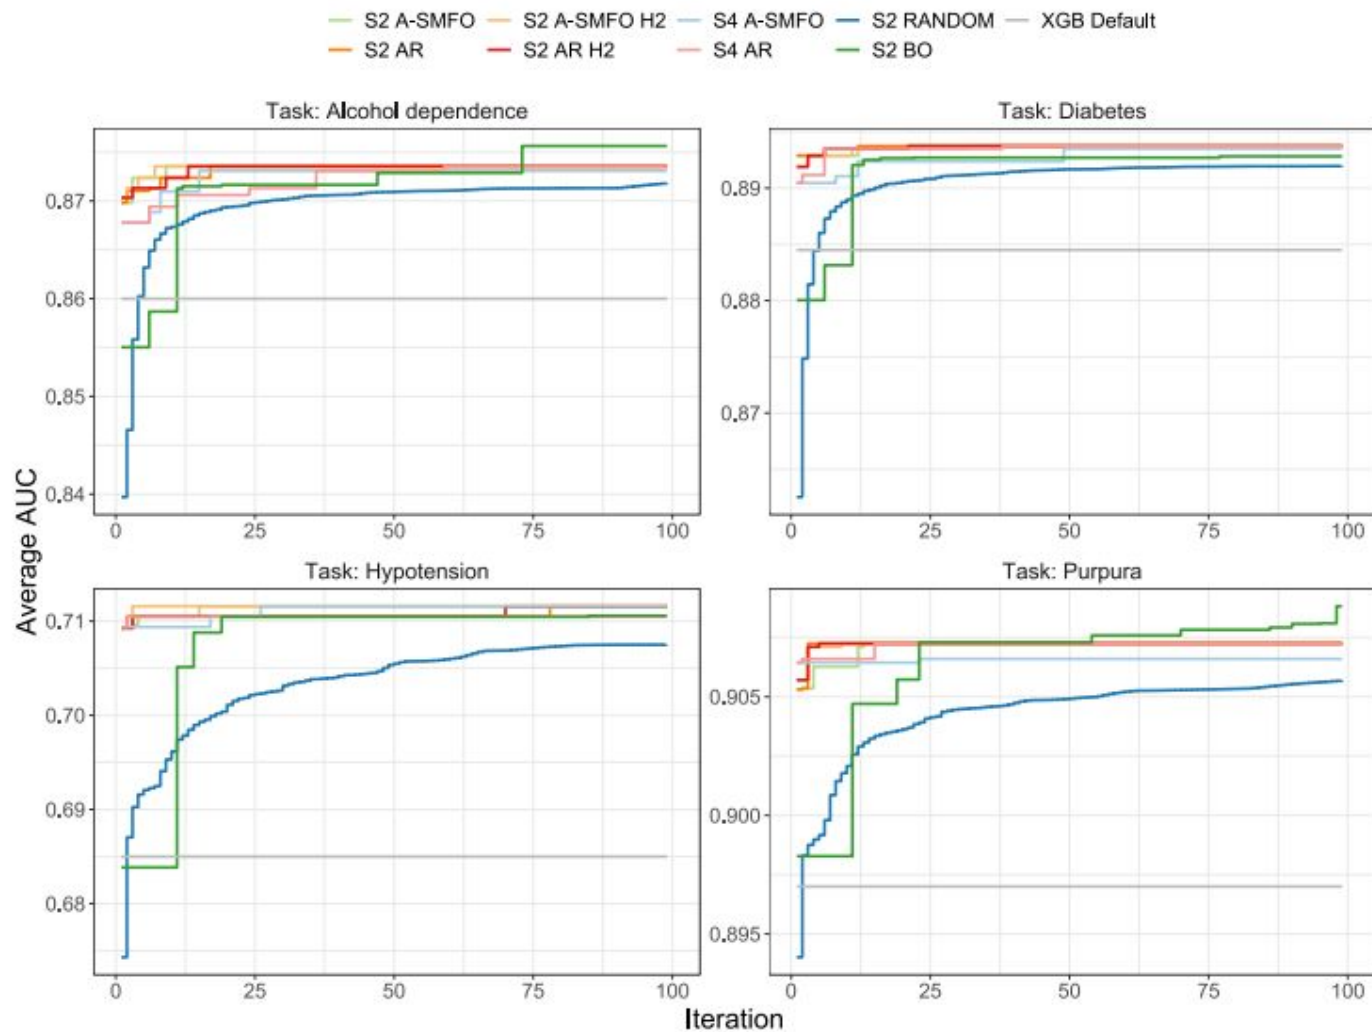 S2 A-SMFO S2 A-SMFO H2 S4 A-SMFO S2 RANDOM XGB Default
S2 AR S2 AR H2 S4 AR S2 BO
Task: Alcohol dependence
Task: Diabetes
0.87
0.86
0.85
0.84
0 25 50 75 100
0.89
0.88
0.87
0 25 50 75 100
Average AUC
Task: Hypotension
Task: Purpura
0.71
0.70
0.69
0.68
0 25 50 75 100
0.905
0.900
0.895
0 25 50 75 100
Iteration